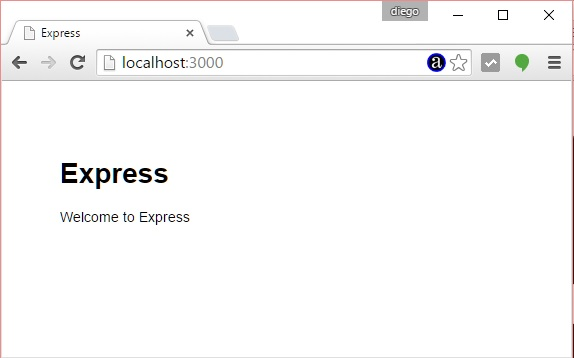 diego
Express
localhost:3000
a
Express
Welcome to Express